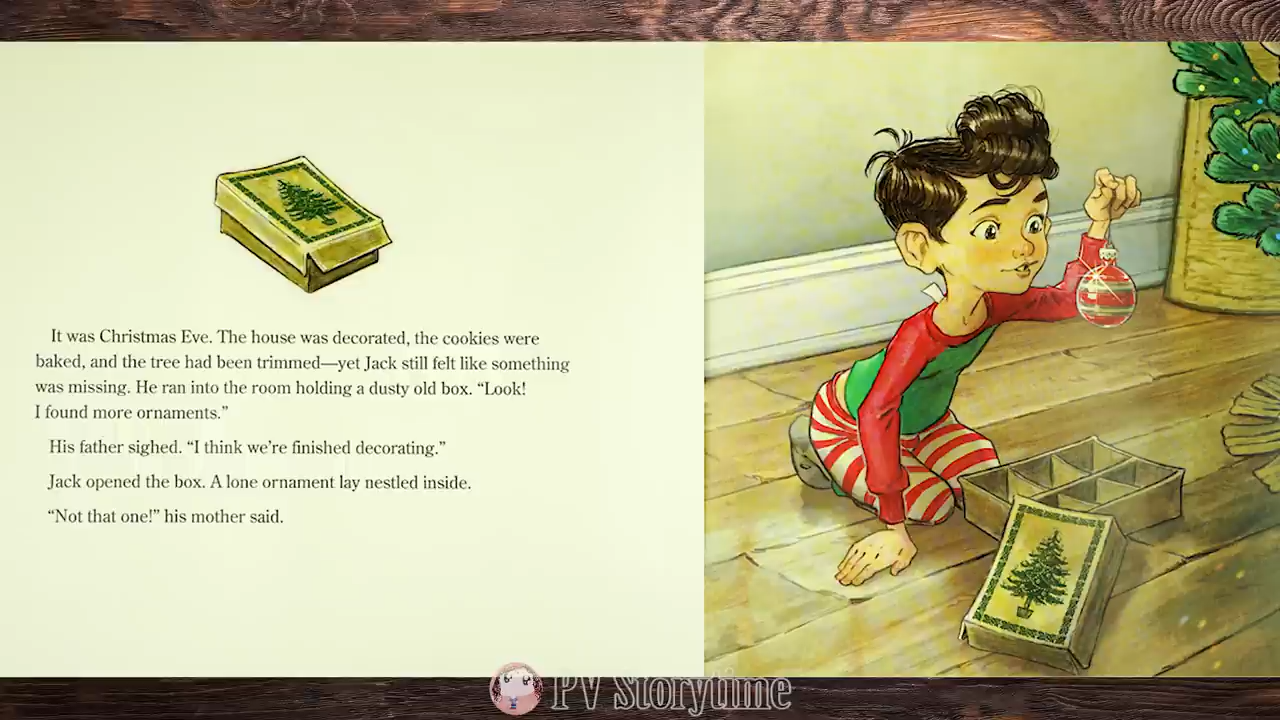 It was Christmas Eve. The house was decorated, the cookies were
baked, and the tree had been trimmed—yet Jack still felt like something
was missing. He ran into the room holding a dusty old box. “Look!
I found more ornaments.”
His father sighed. “I think we’re finished decorating.”
Jack opened the box. A lone ornament lay nestled inside.
“Not that one!” his mother said.
PV Storytime